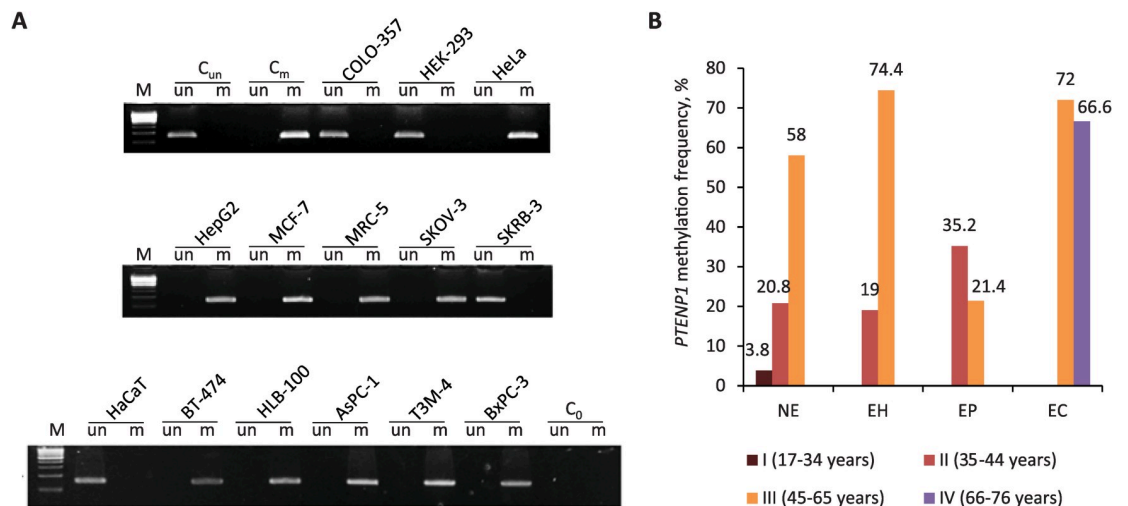 A
C_un C_m COLO-357 HEK-293 HeLa
M un m un m un m un m un m
HepG2 MCF-7 MRC-5 SKOV-3 SKRB-3
M un m un m un m un m un m
HaCaT BT-474 HLB-100 AsPC-1 T3M-4 BxPC-3 C_0
M un m un m un m un m un m un m un m
B
PTENP1 methylation frequency, %
80
70
60
50
40
30
20
10
0
3.8
20.8
58
19
74.4
35.2
21.4
72
66.6
NE EH EP EC
I (17-34 years) II (35-44 years)
III (45-65 years) IV (66-76 years)